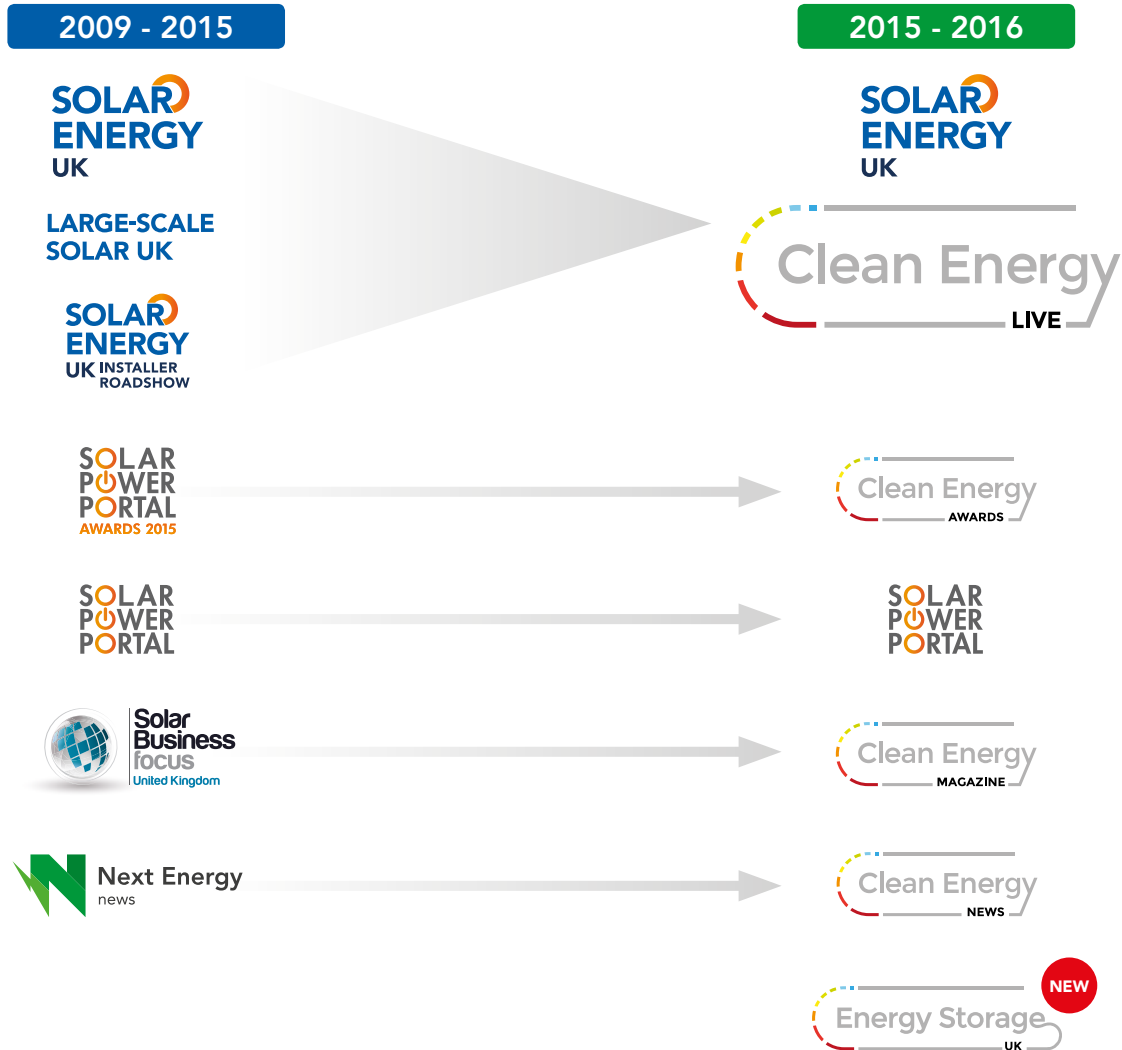 2009 - 2015
2015 - 2016
SOLAR
ENERGY
UK
SOLAR
ENERGY
UK
LARGE-SCALE
SOLAR UK
Clean Energy
LIVE
SOLAR
ENERGY
UK INSTALLER
ROADSHOW
SOLAR
POWER
PORTAL
AWARDS 2015
Clean Energy
AWARDS
SOLAR
POWER
PORTAL
SOLAR
POWER
PORTAL
Solar
Business
focus
United Kingdom
Clean Energy
MAGAZINE
Next Energy
news
Clean Energy
NEWS
NEW
Energy Storage
UK